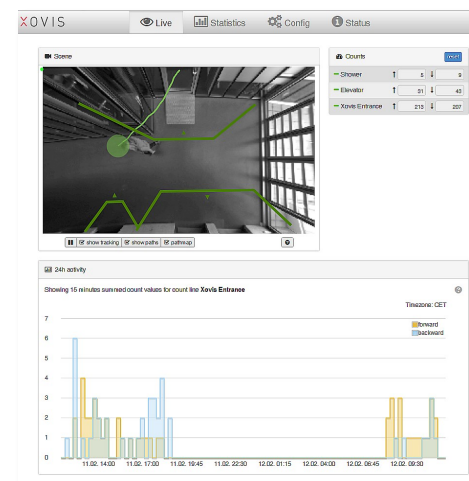 XOVIS Live Statistics Config Status
Scene
Counts reset
Shower 5 9
Elevator 31 43
Xovis Entrance 213 207
show tracking show paths pathmap
24h activity
Showing 15 minutes summed count values for count line Xovis Entrance
Timezone: CET
7
forward
backward
6
5
4
3
2
1
0
11.02. 14:00 11.02. 17:00 11.02. 19:45 11.02. 22:30 12.02. 01:15 12.02. 04:00 12.02. 06:45 12.02. 09:30